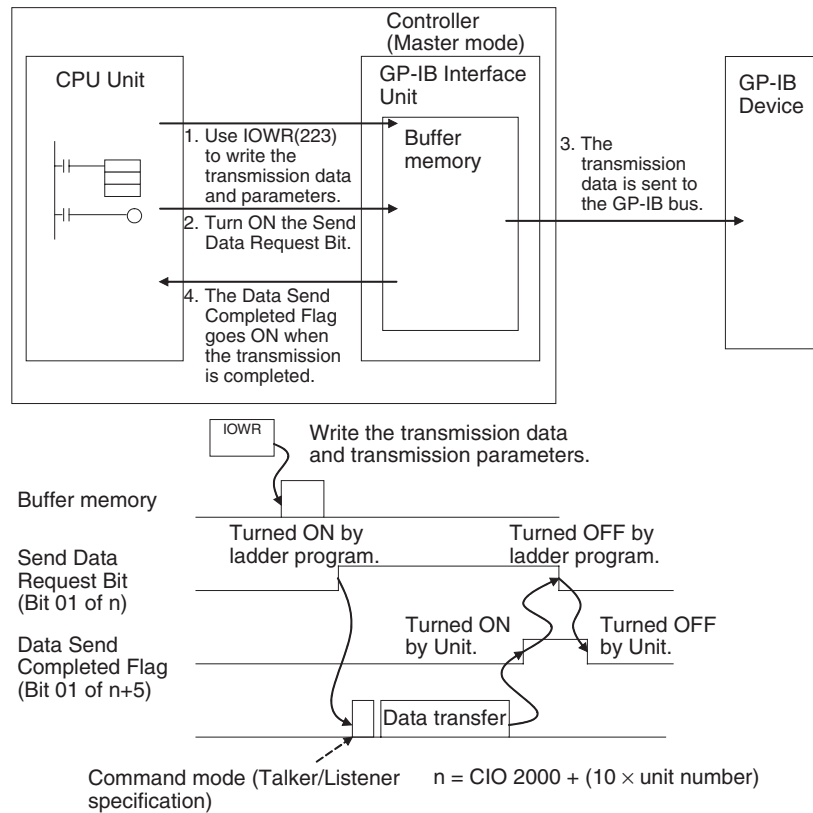 Controller
(Master mode)
CPU Unit
GP-IB Interface
Unit
GP-IB
Device
Buffer
memory
1. Use IOWR(223)
to write the
transmission data
and parameters.
2. Turn ON the Send
Data Request Bit.
3. The
transmission
data is sent to
the GP-IB bus.
4. The Data Send
Completed Flag
goes ON when
the transmission
is completed.
IOWR
Write the transmission data
and transmission parameters.
Buffer memory
Turned ON by
ladder program.
Turned OFF by
ladder program.
Send Data
Request Bit
(Bit 01 of n)
Turned ON
by Unit.
Turned OFF
by Unit.
Data Send
Completed Flag
(Bit 01 of n+5)
Data transfer
Command mode (Talker/Listener
specification)
n = CIO 2000 + (10 × unit number)